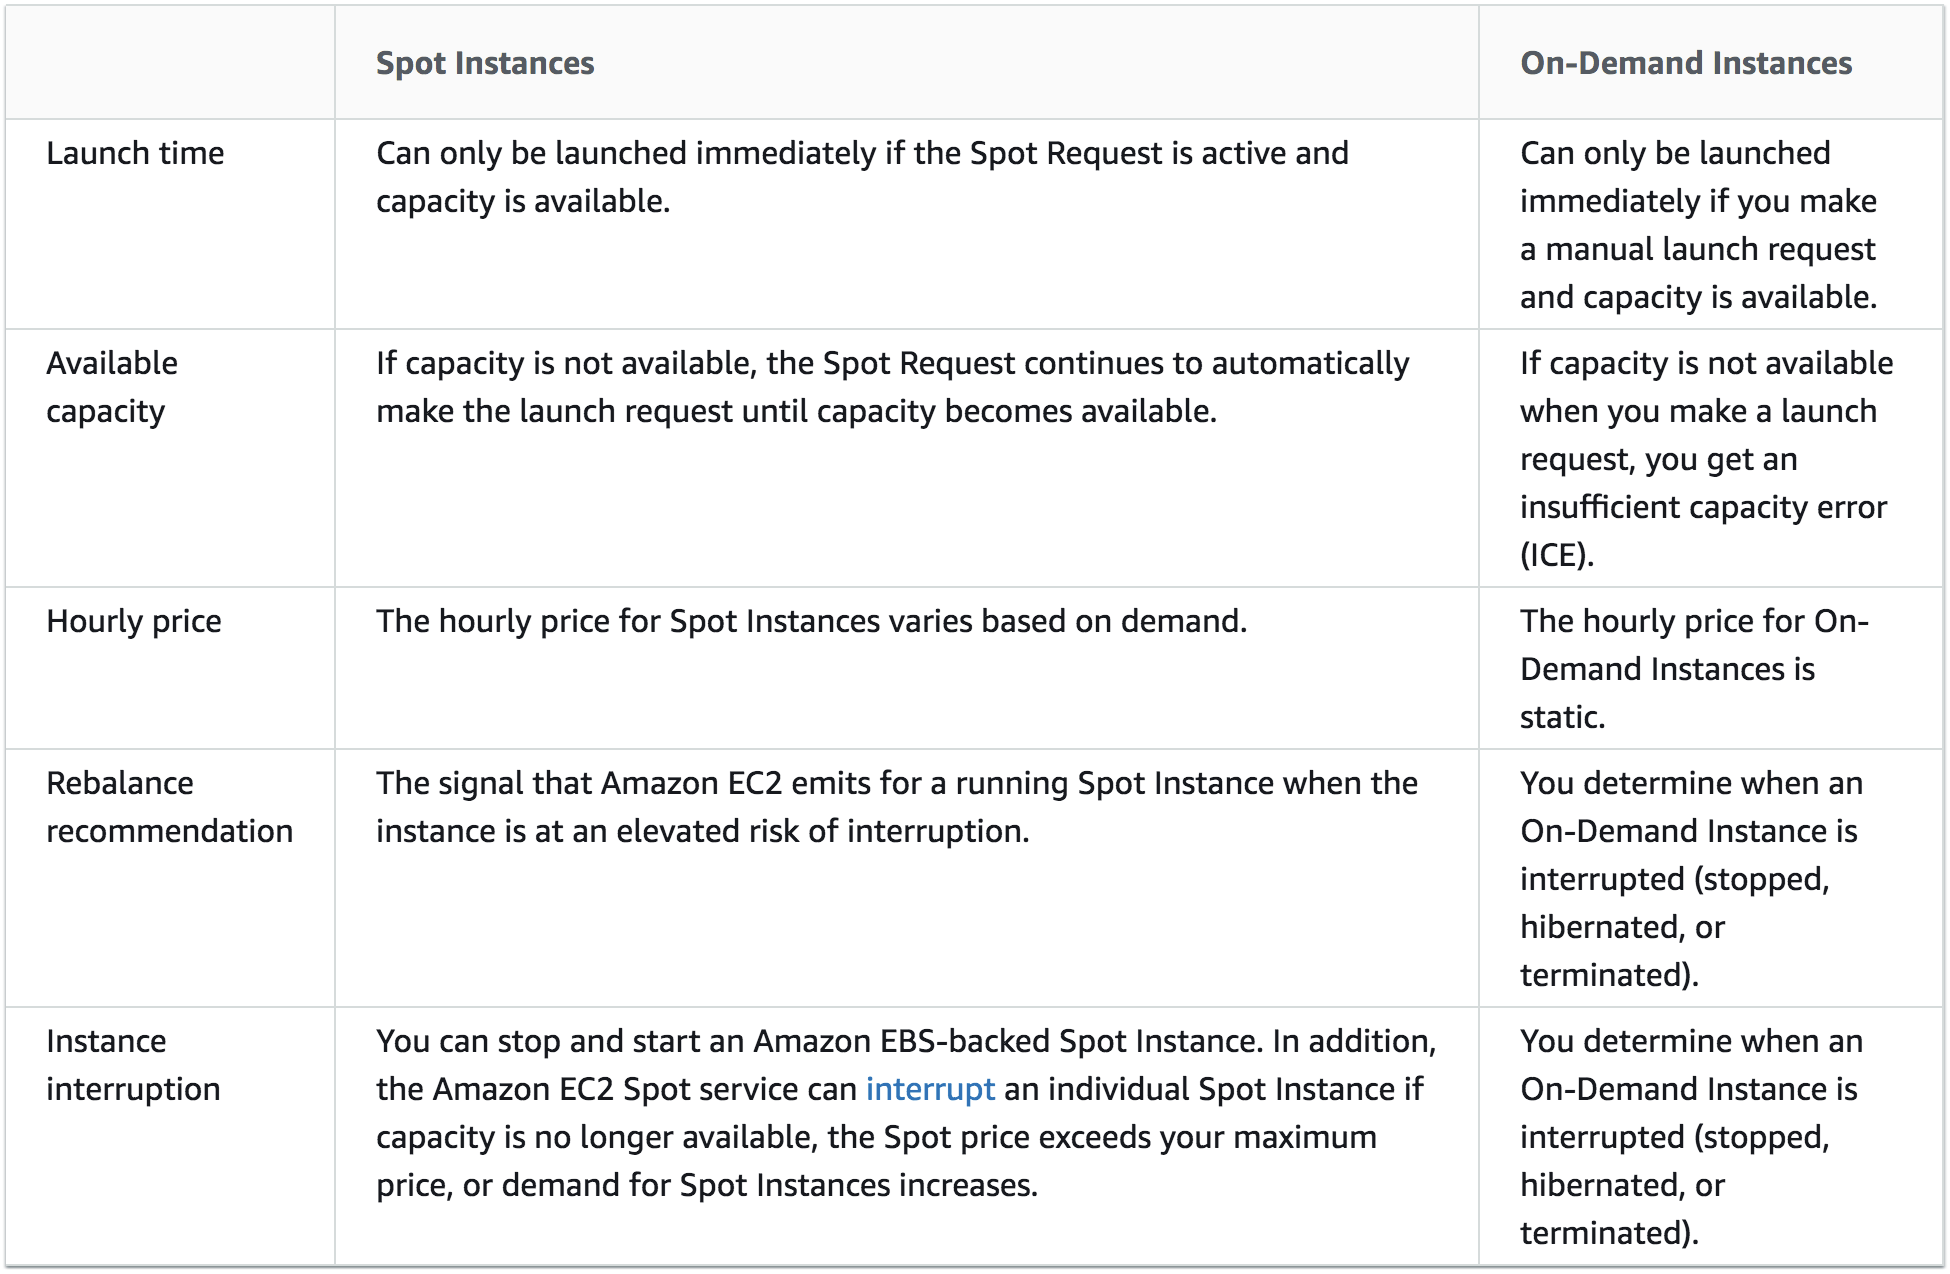 Spot Instances
On-Demand Instances
Launch time
Can only be launched immediately if the Spot Request is active and
capacity is available.
Can only be launched
immediately if you make
a manual launch request
and capacity is available.
Available
capacity
If capacity is not available, the Spot Request continues to automatically
make the launch request until capacity becomes available.
If capacity is not available
when you make a launch
request, you get an
insufficient capacity error
(ICE).
Hourly price
The hourly price for Spot Instances varies based on demand.
The hourly price for On-
Demand Instances is
static.
Rebalance
recommendation
The signal that Amazon EC2 emits for a running Spot Instance when the
instance is at an elevated risk of interruption.
You determine when an
On-Demand Instance is
interrupted (stopped,
hibernated, or
terminated).
Instance
interruption
You can stop and start an Amazon EBS-backed Spot Instance. In addition,
the Amazon EC2 Spot service can interrupt an individual Spot Instance if
capacity is no longer available, the Spot price exceeds your maximum
price, or demand for Spot Instances increases.
You determine when an
On-Demand Instance is
interrupted (stopped,
hibernated, or
terminated).